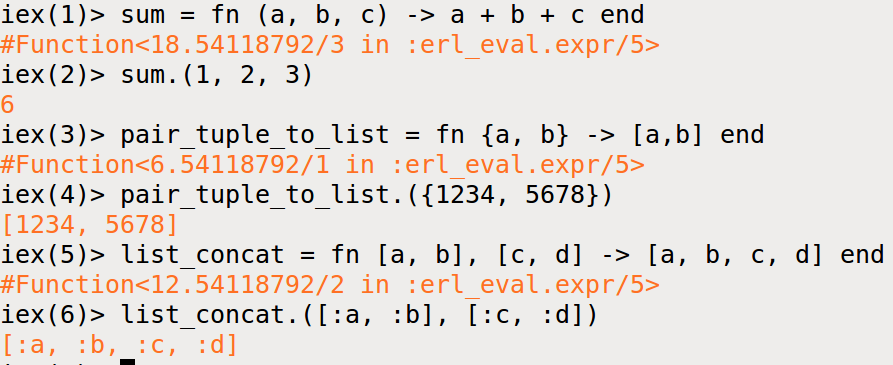 iex(1)> sum = fn (a, b, c) -> a + b + c end
#Function<18.54118792/3 in :erl_eval.expr/5>
iex(2)> sum.(1, 2, 3)
6
iex(3)> pair_tuple_to_list = fn {a, b} -> [a,b] end
#Function<6.54118792/1 in :erl_eval.expr/5>
iex(4)> pair_tuple_to_list.({1234, 5678})
[1234, 5678]
iex(5)> list_concat = fn [a, b], [c, d] -> [a, b, c, d] end
#Function<12.54118792/2 in :erl_eval.expr/5>
iex(6)> list_concat.([:a, :b], [:c, :d])
[:a, :b, :c, :d]